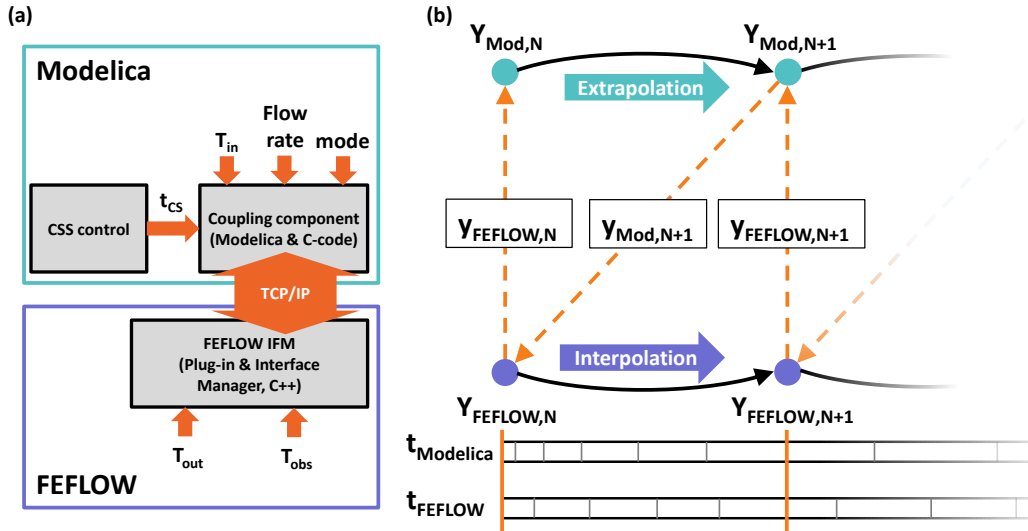 (a)
Modelica
T_in
Flow
rate
mode
t_CS
CSS control
Coupling component
(Modelica & C-code)
TCP/IP
FEFLOW IFM
(Plug-in & Interface
Manager, C++)
T_out
T_obs
FEFLOW
(b)
Y_Mod,N
Y_Mod,N+1
Extrapolation
y_FEFLOW,N
y_Mod,N+1
y_FEFLOW,N+1
Interpolation
Y_FEFLOW,N
Y_FEFLOW,N+1
t_Modelica
t_FEFLOW